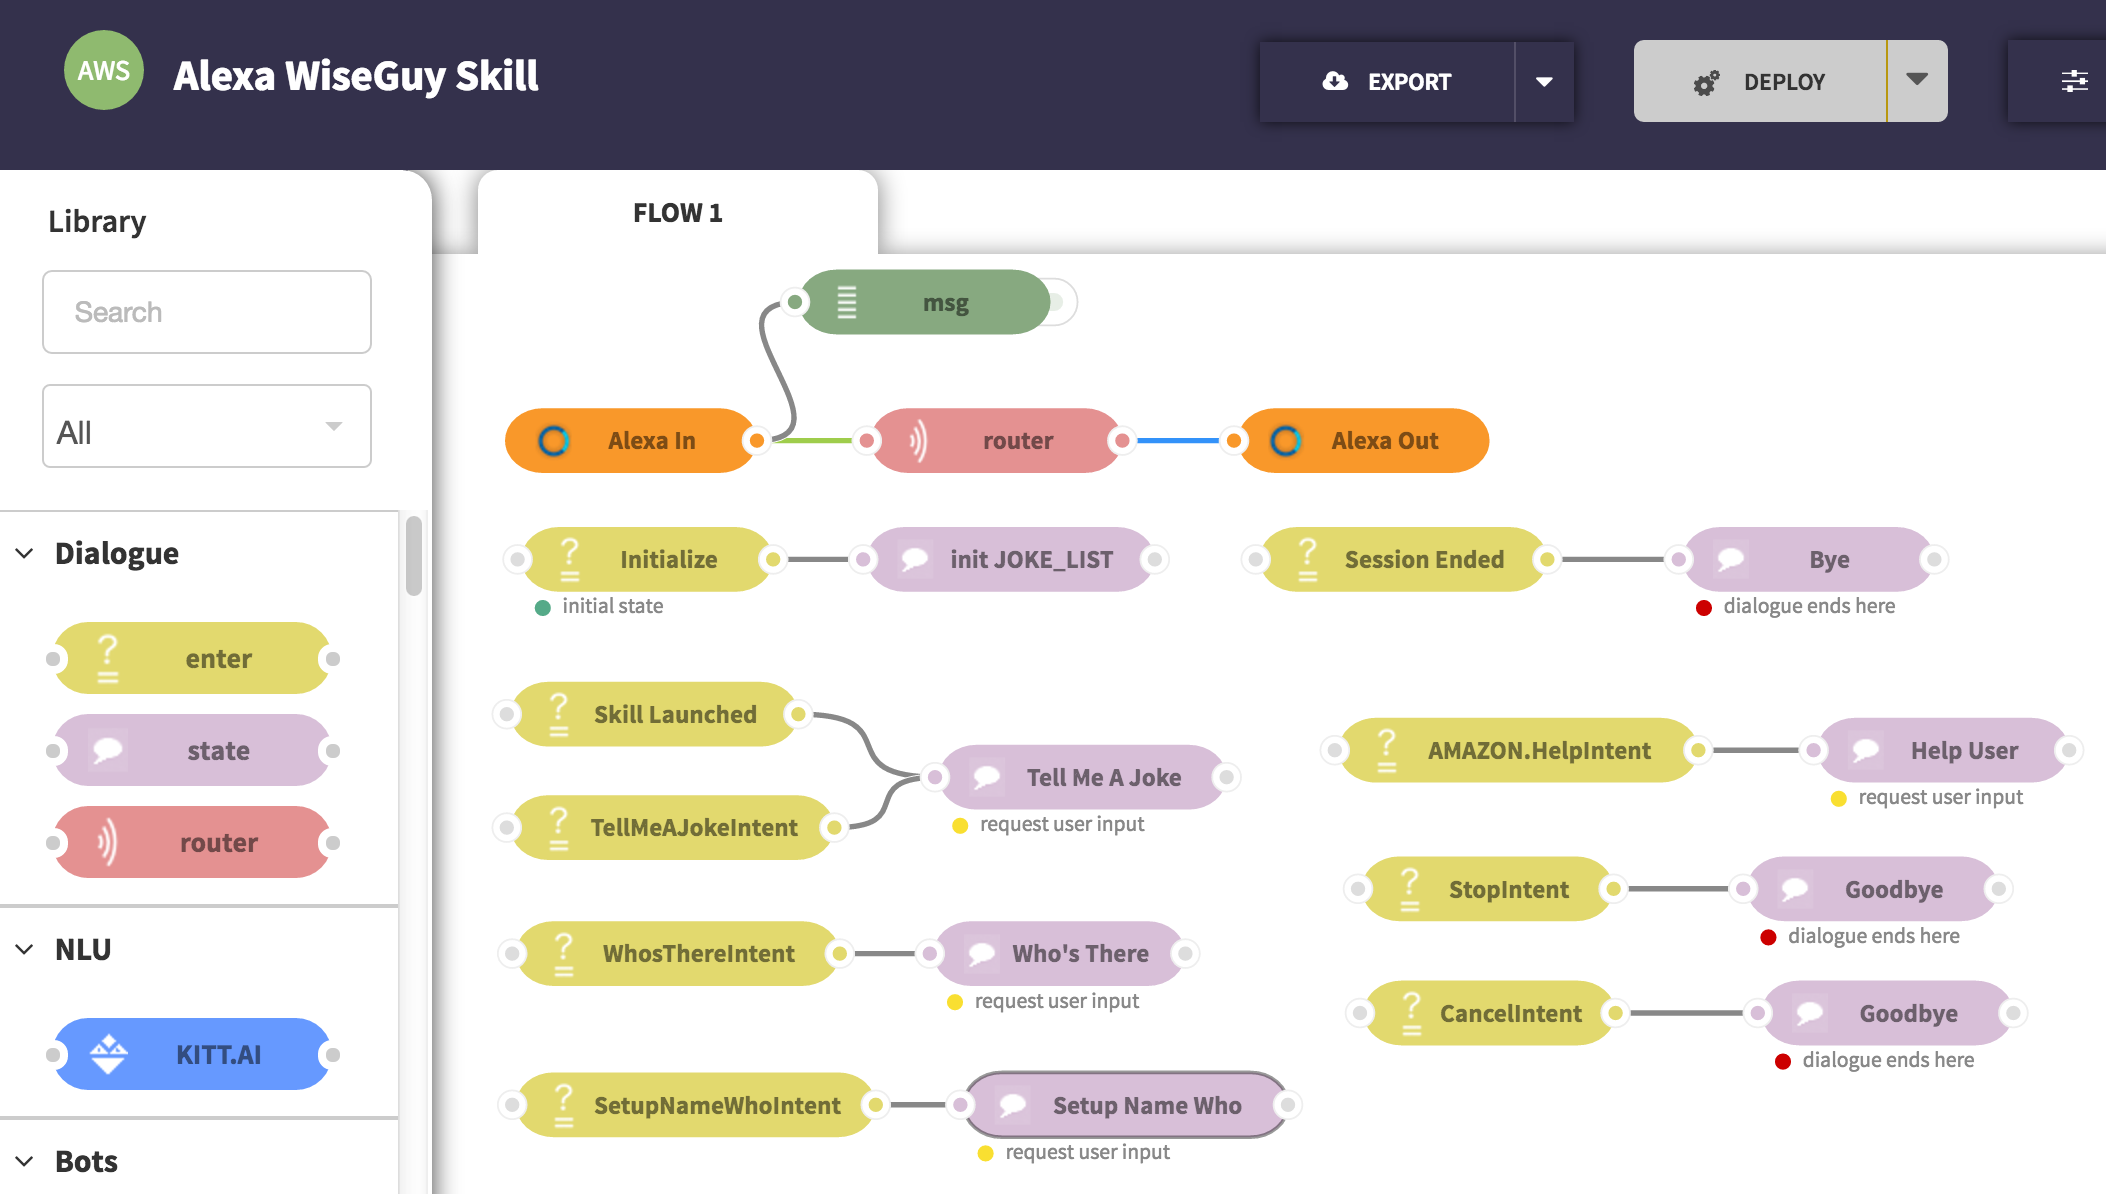 AWS
Alexa WiseGuy Skill
EXPORT
DEPLOY
Library
Search
All
Dialogue
enter
state
router
NLU
KITT.AI
Bots
FLOW 1
msg
Alexa In
router
Alexa Out
Initialize
initial state
init JOKE_LIST
Session Ended
Bye
dialogue ends here
Skill Launched
TellMeAJokeIntent
Tell Me A Joke
request user input
AMAZON.HelpIntent
Help User
request user input
StopIntent
Goodbye
dialogue ends here
WhosThereIntent
Who's There
request user input
CancelIntent
Goodbye
dialogue ends here
SetupNameWhoIntent
Setup Name Who
request user input